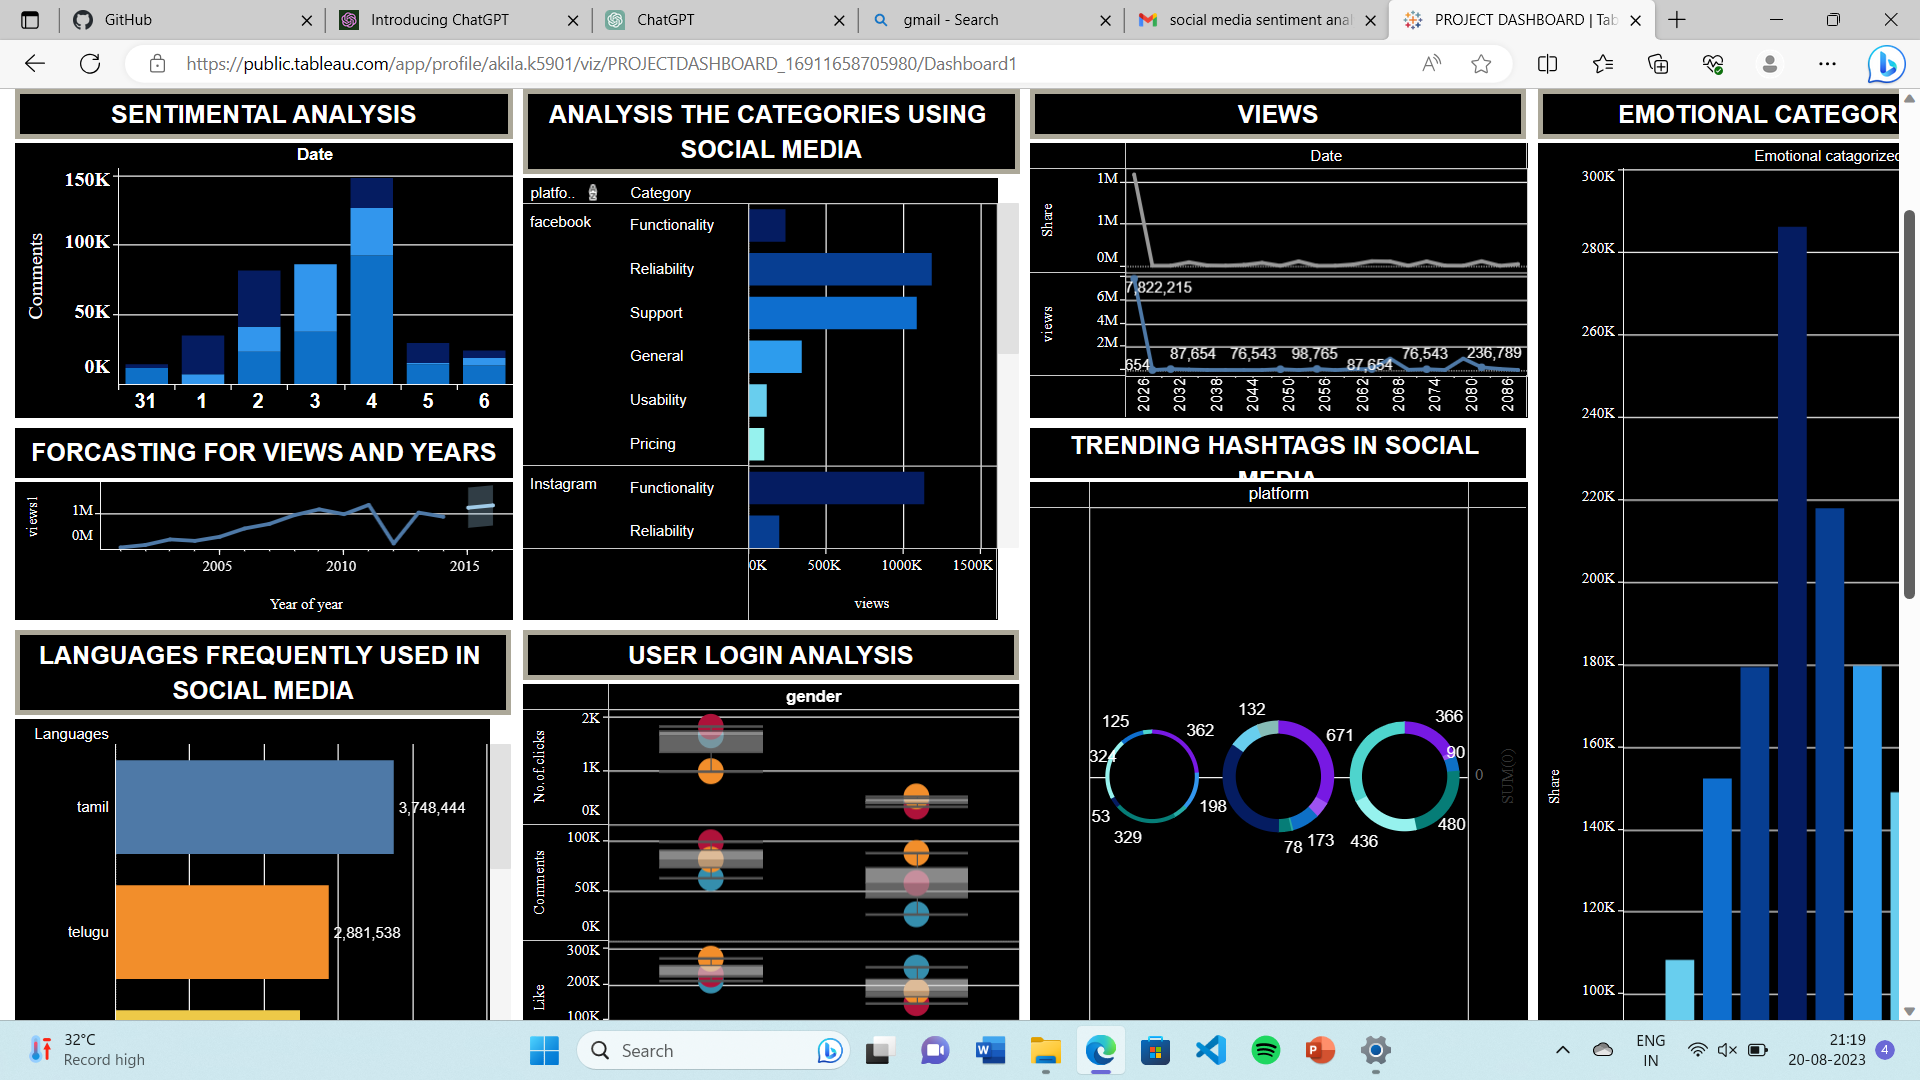 GitHub
Introducing ChatGPT
ChatGPT
gmail - Search
social media sentiment anal
PROJECT DASHBOARD | Tab
https://public.tableau.com/app/profile/akila.k5901/viz/PROJECTDASHBOARD_16911658705980/Dashboard1
SENTIMENTAL ANALYSIS
Date
Comments
150K
100K
50K
0K
31 1 2 3 4 5 6
FORCASTING FOR VIEWS AND YEARS
views1
1M
0M
2005 2010 2015
Year of year
LANGUAGES FREQUENTLY USED IN
SOCIAL MEDIA
Languages
tamil
3,748,444
telugu
2,881,538
ANALYSIS THE CATEGORIES USING
SOCIAL MEDIA
platfo.. Category
facebook Functionality
Reliability
Support
General
Usability
Pricing
Instagram Functionality
Reliability
0K 500K 1000K 1500K
views
USER LOGIN ANALYSIS
gender
No.of.clicks
2K
1K
0K
Comments
100K
50K
0K
Like
300K
200K
100K
VIEWS
Date
Share
1M
1M
0M
views
6M
4M
2M
7,822,215
654
87,654
76,543
98,765
87,654
76,543
236,789
2026 2032 2038 2044 2050 2056 2062 2068 2074 2080 2086
TRENDING HASHTAGS IN SOCIAL
MEDIA
platform
125
362
324
198
53
329
132
671
173
78
366
90
480
436
0
SUM(0)
EMOTIONAL CATEGOR
Emotional catagorized
Share
300K
280K
260K
240K
220K
200K
180K
160K
140K
120K
100K
32°C
Record high
Search
ENG
IN
21:19
20-08-2023
4